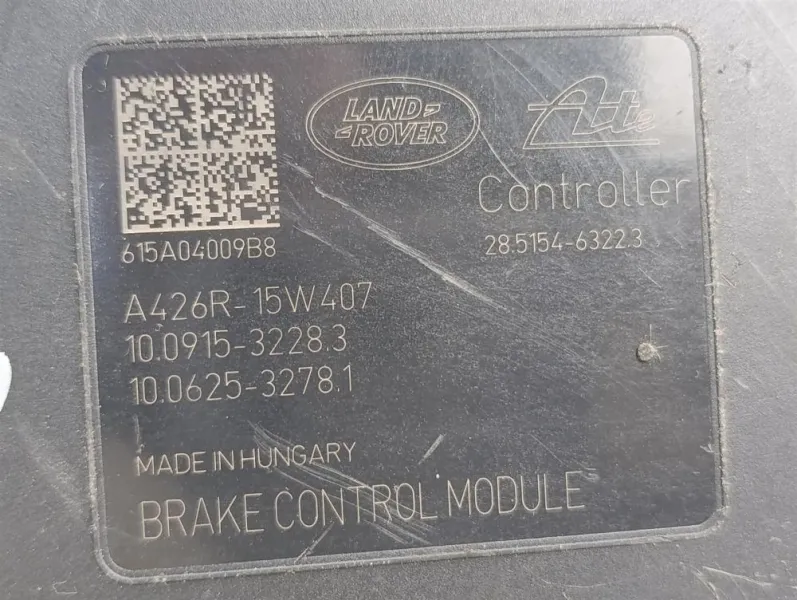 LAND
ROVER
Ate
Controller
615A04009B8
28.5154-6322.3
A426R-15W407
10.0915-3228.3
10.0625-3278.1
MADE IN HUNGARY
BRAKE CONTROL MODULE